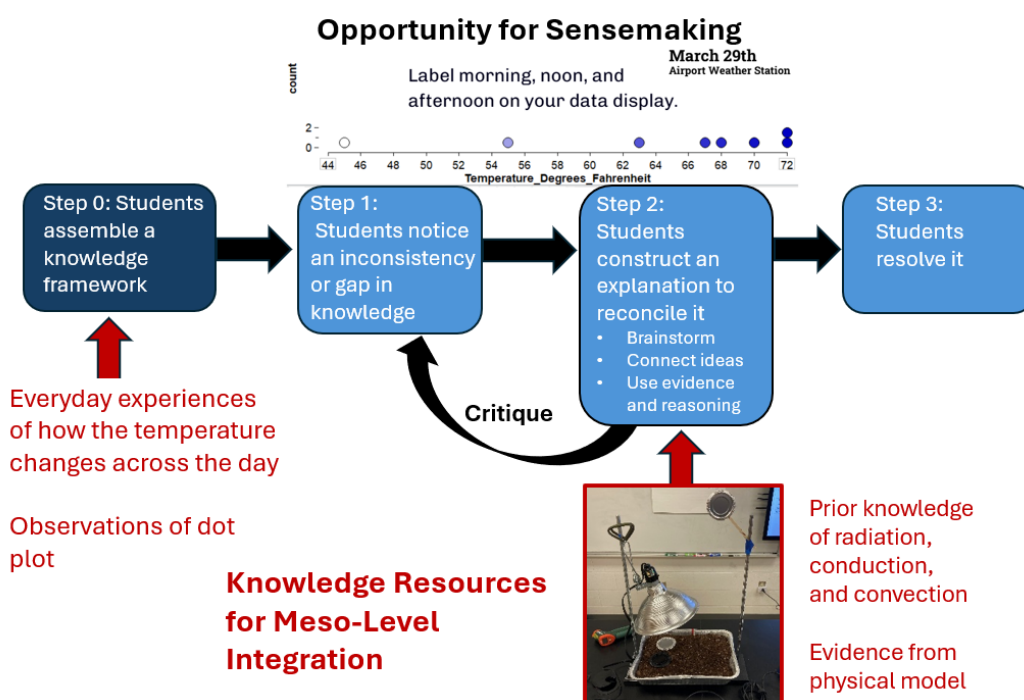 Opportunity for Sensemaking
March 29th
Airport Weather Station
Label morning, noon, and
afternoon on your data display.
count
2
0
44 46 48 50 52 54 56 58 60 62 64 66 68 70 72
Temperature_Degrees_Fahrenheit
Step 0: Students
assemble a
knowledge
framework
Step 1:
Students notice
an inconsistency
or gap in
knowledge
Step 2:
Students
construct an
explanation to
reconcile it
• Brainstorm
• Connect ideas
• Use evidence
and reasoning
Step 3:
Students
resolve it
Critique
Everyday experiences
of how the temperature
changes across the day
Observations of dot
plot
Knowledge Resources
for Meso-Level
Integration
Prior knowledge
of radiation,
conduction,
and convection
Evidence from
physical model